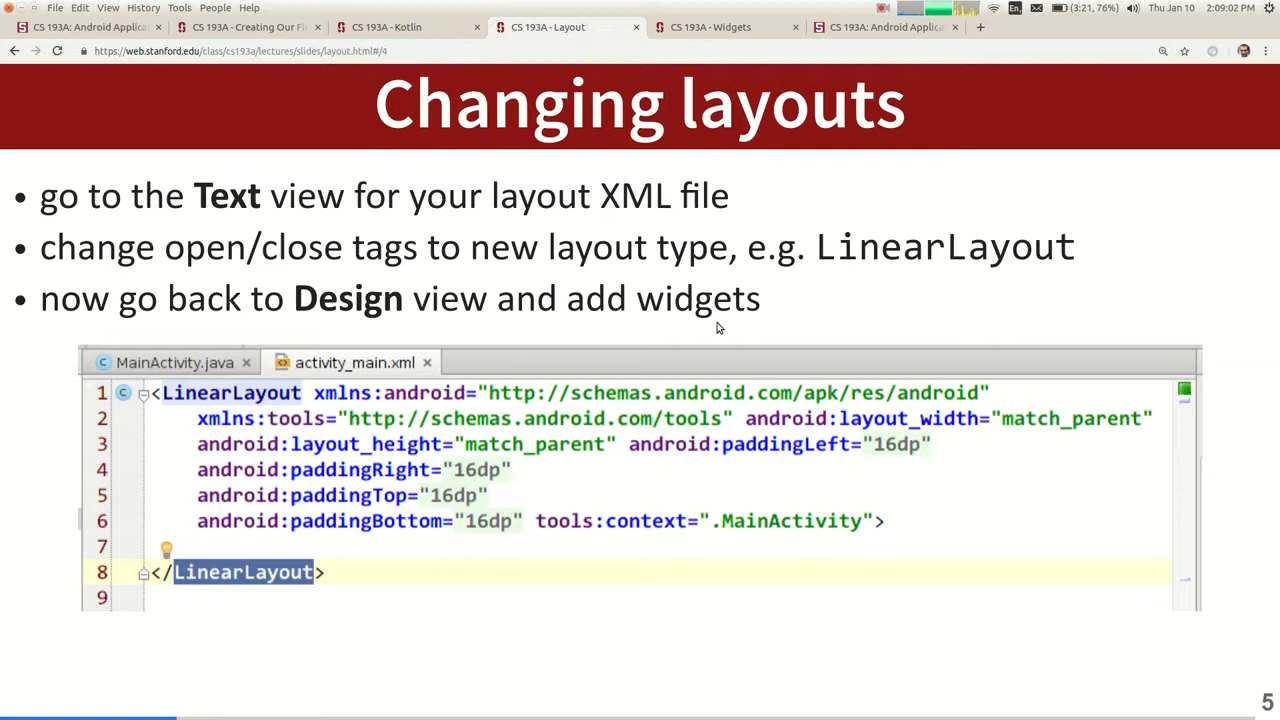 File Edit View History Tools People Help
En (3:21, 76%) Thu Jan 10 2:09:02 PM
CS 193A: Android Applica CS 193A - Creating Our Fi CS 193A - Kotlin CS 193A - Layout CS 193A - Widgets CS 193A: Android Applica
https://web.stanford.edu/class/cs193a/lectures/slides/layout.html#/4
Changing layouts
• go to the Text view for your layout XML file
• change open/close tags to new layout type, e.g. LinearLayout
• now go back to Design view and add widgets
MainActivity.java activity_main.xml
1 <LinearLayout xmlns:android="http://schemas.android.com/apk/res/android"
2 xmlns:tools="http://schemas.android.com/tools" android:layout_width="match_parent"
3 android:layout_height="match_parent" android:paddingLeft="16dp"
4 android:paddingRight="16dp"
5 android:paddingTop="16dp"
6 android:paddingBottom="16dp" tools:context=".MainActivity">
7
8 </LinearLayout>
9
5